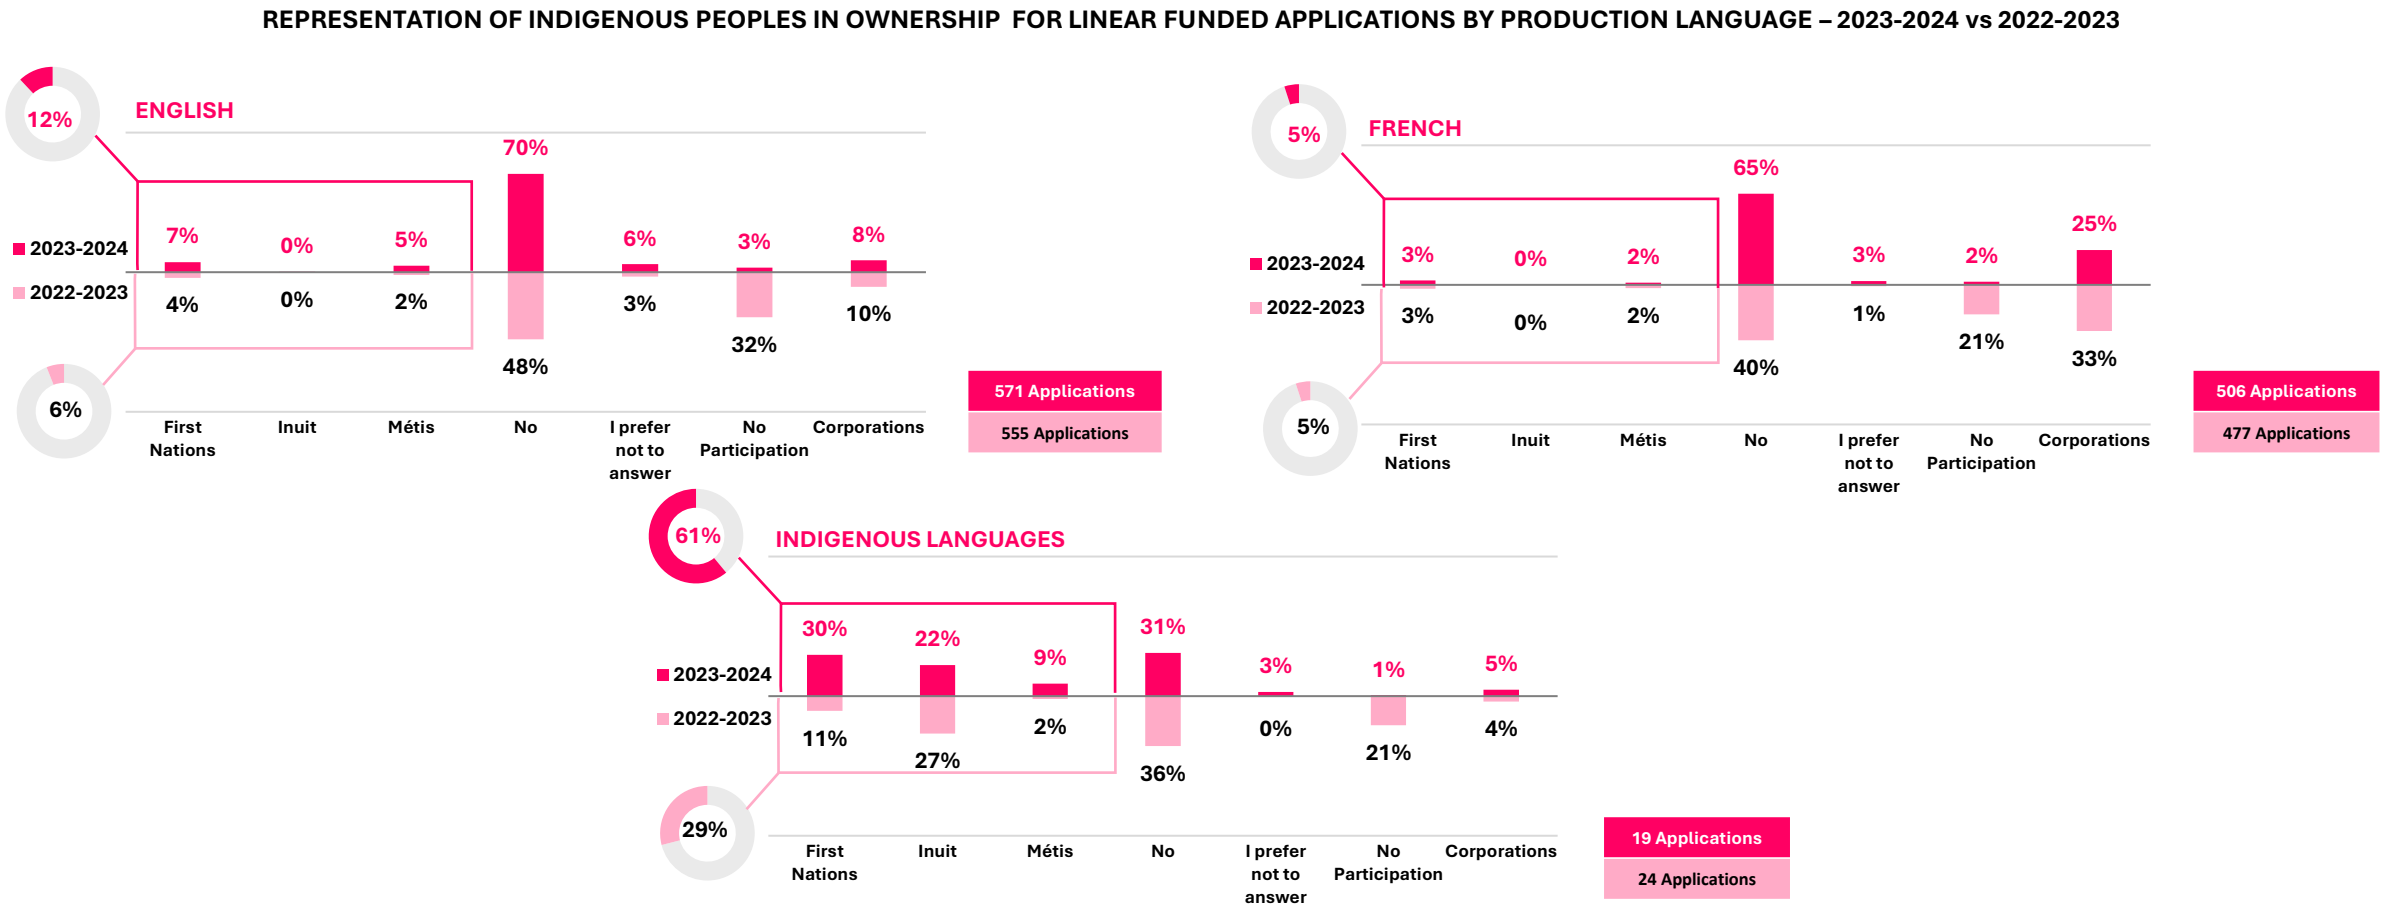 REPRESENTATION OF INDIGENOUS PEOPLES IN OWNERSHIP FOR LINEAR FUNDED APPLICATIONS BY PRODUCTION LANGUAGE – 2023-2024 vs 2022-2023
12%
ENGLISH
70%
7%
0%
5%
6%
3%
8%
2023-2024
2022-2023
4%
0%
2%
3%
10%
32%
48%
6%
First
Nations
Inuit
Métis
No
I prefer
not to
answer
No
Participation
Corporations
571 Applications
555 Applications
5%
FRENCH
65%
25%
3%
0%
2%
3%
2%
2023-2024
2022-2023
3%
0%
2%
1%
21%
33%
40%
5%
First
Nations
Inuit
Métis
No
I prefer
not to
answer
No
Participation
Corporations
506 Applications
477 Applications
61%
INDIGENOUS LANGUAGES
30%
22%
9%
31%
3%
1%
5%
2023-2024
2022-2023
11%
27%
2%
36%
0%
21%
4%
29%
First
Nations
Inuit
Métis
No
I prefer
not to
answer
No
Participation
Corporations
19 Applications
24 Applications